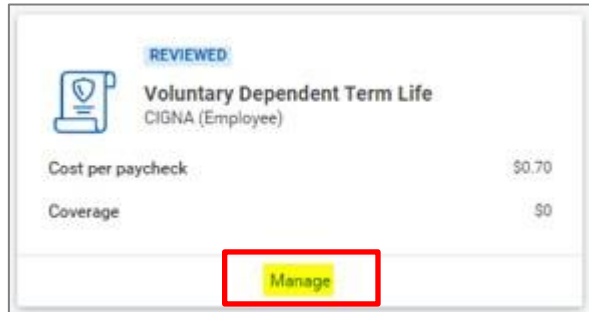 REVIEWED
Voluntary Dependent Term Life
CIGNA (Employee)
Cost per paycheck $0.70
Coverage $0
Manage